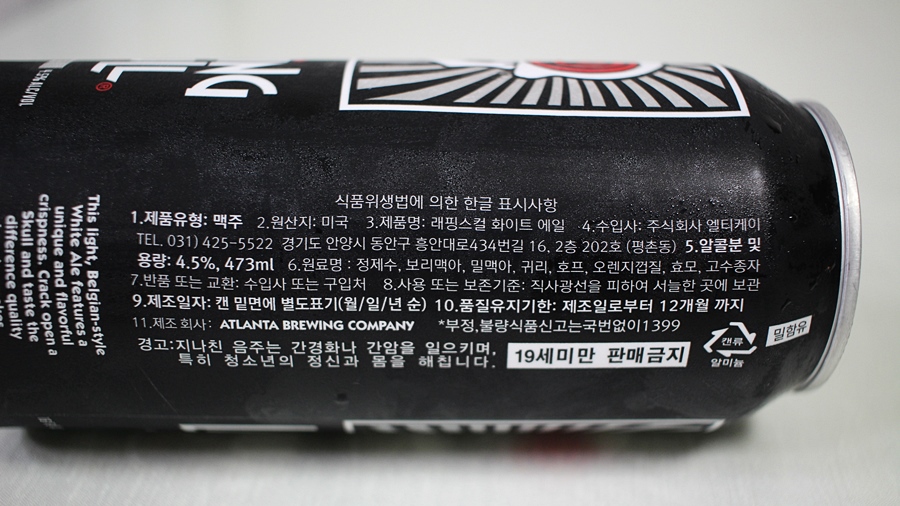 식품위생법에 의한 한글 표시사항
1.제품유형: 맥주 2.원산지: 미국 3.제품명: 래핑스컬 화이트 에일 4.수입사: 주식회사 엘티케이
TEL. 031) 425-5522 경기도 안양시 동안구 흥안대로434번길 16, 2층 202호 (평촌동) 5.알콜분 및
용량: 4.5%, 473ml 6.원료명 : 정제수, 보리맥아, 밀맥아, 귀리, 호프, 오렌지껍질, 효모, 고수종자
7.반품 또는 교환: 수입사 또는 구입처 8.사용 또는 보존기준: 직사광선을 피하여 서늘한 곳에 보관
9.제조일자: 캔 밑면에 별도표기(월/일/년 순) 10.품질유지기한: 제조일로부터 12개월 까지
11.제조회사: ATLANTA BREWING COMPANY *부정,불량식품신고는국번없이1399
경고:지나친 음주는 간경화나 간암을 일으키며,
특히 청소년의 정신과 몸을 해칩니다.
19세미만 판매금지
캔류
알미늄
밀함유
This light, Belgian-style
White Ale features a
unique and flavorful
crispness. Crack open a
Skull and taste the
difference quality
NG
IL®
4.5% ALC/VOL